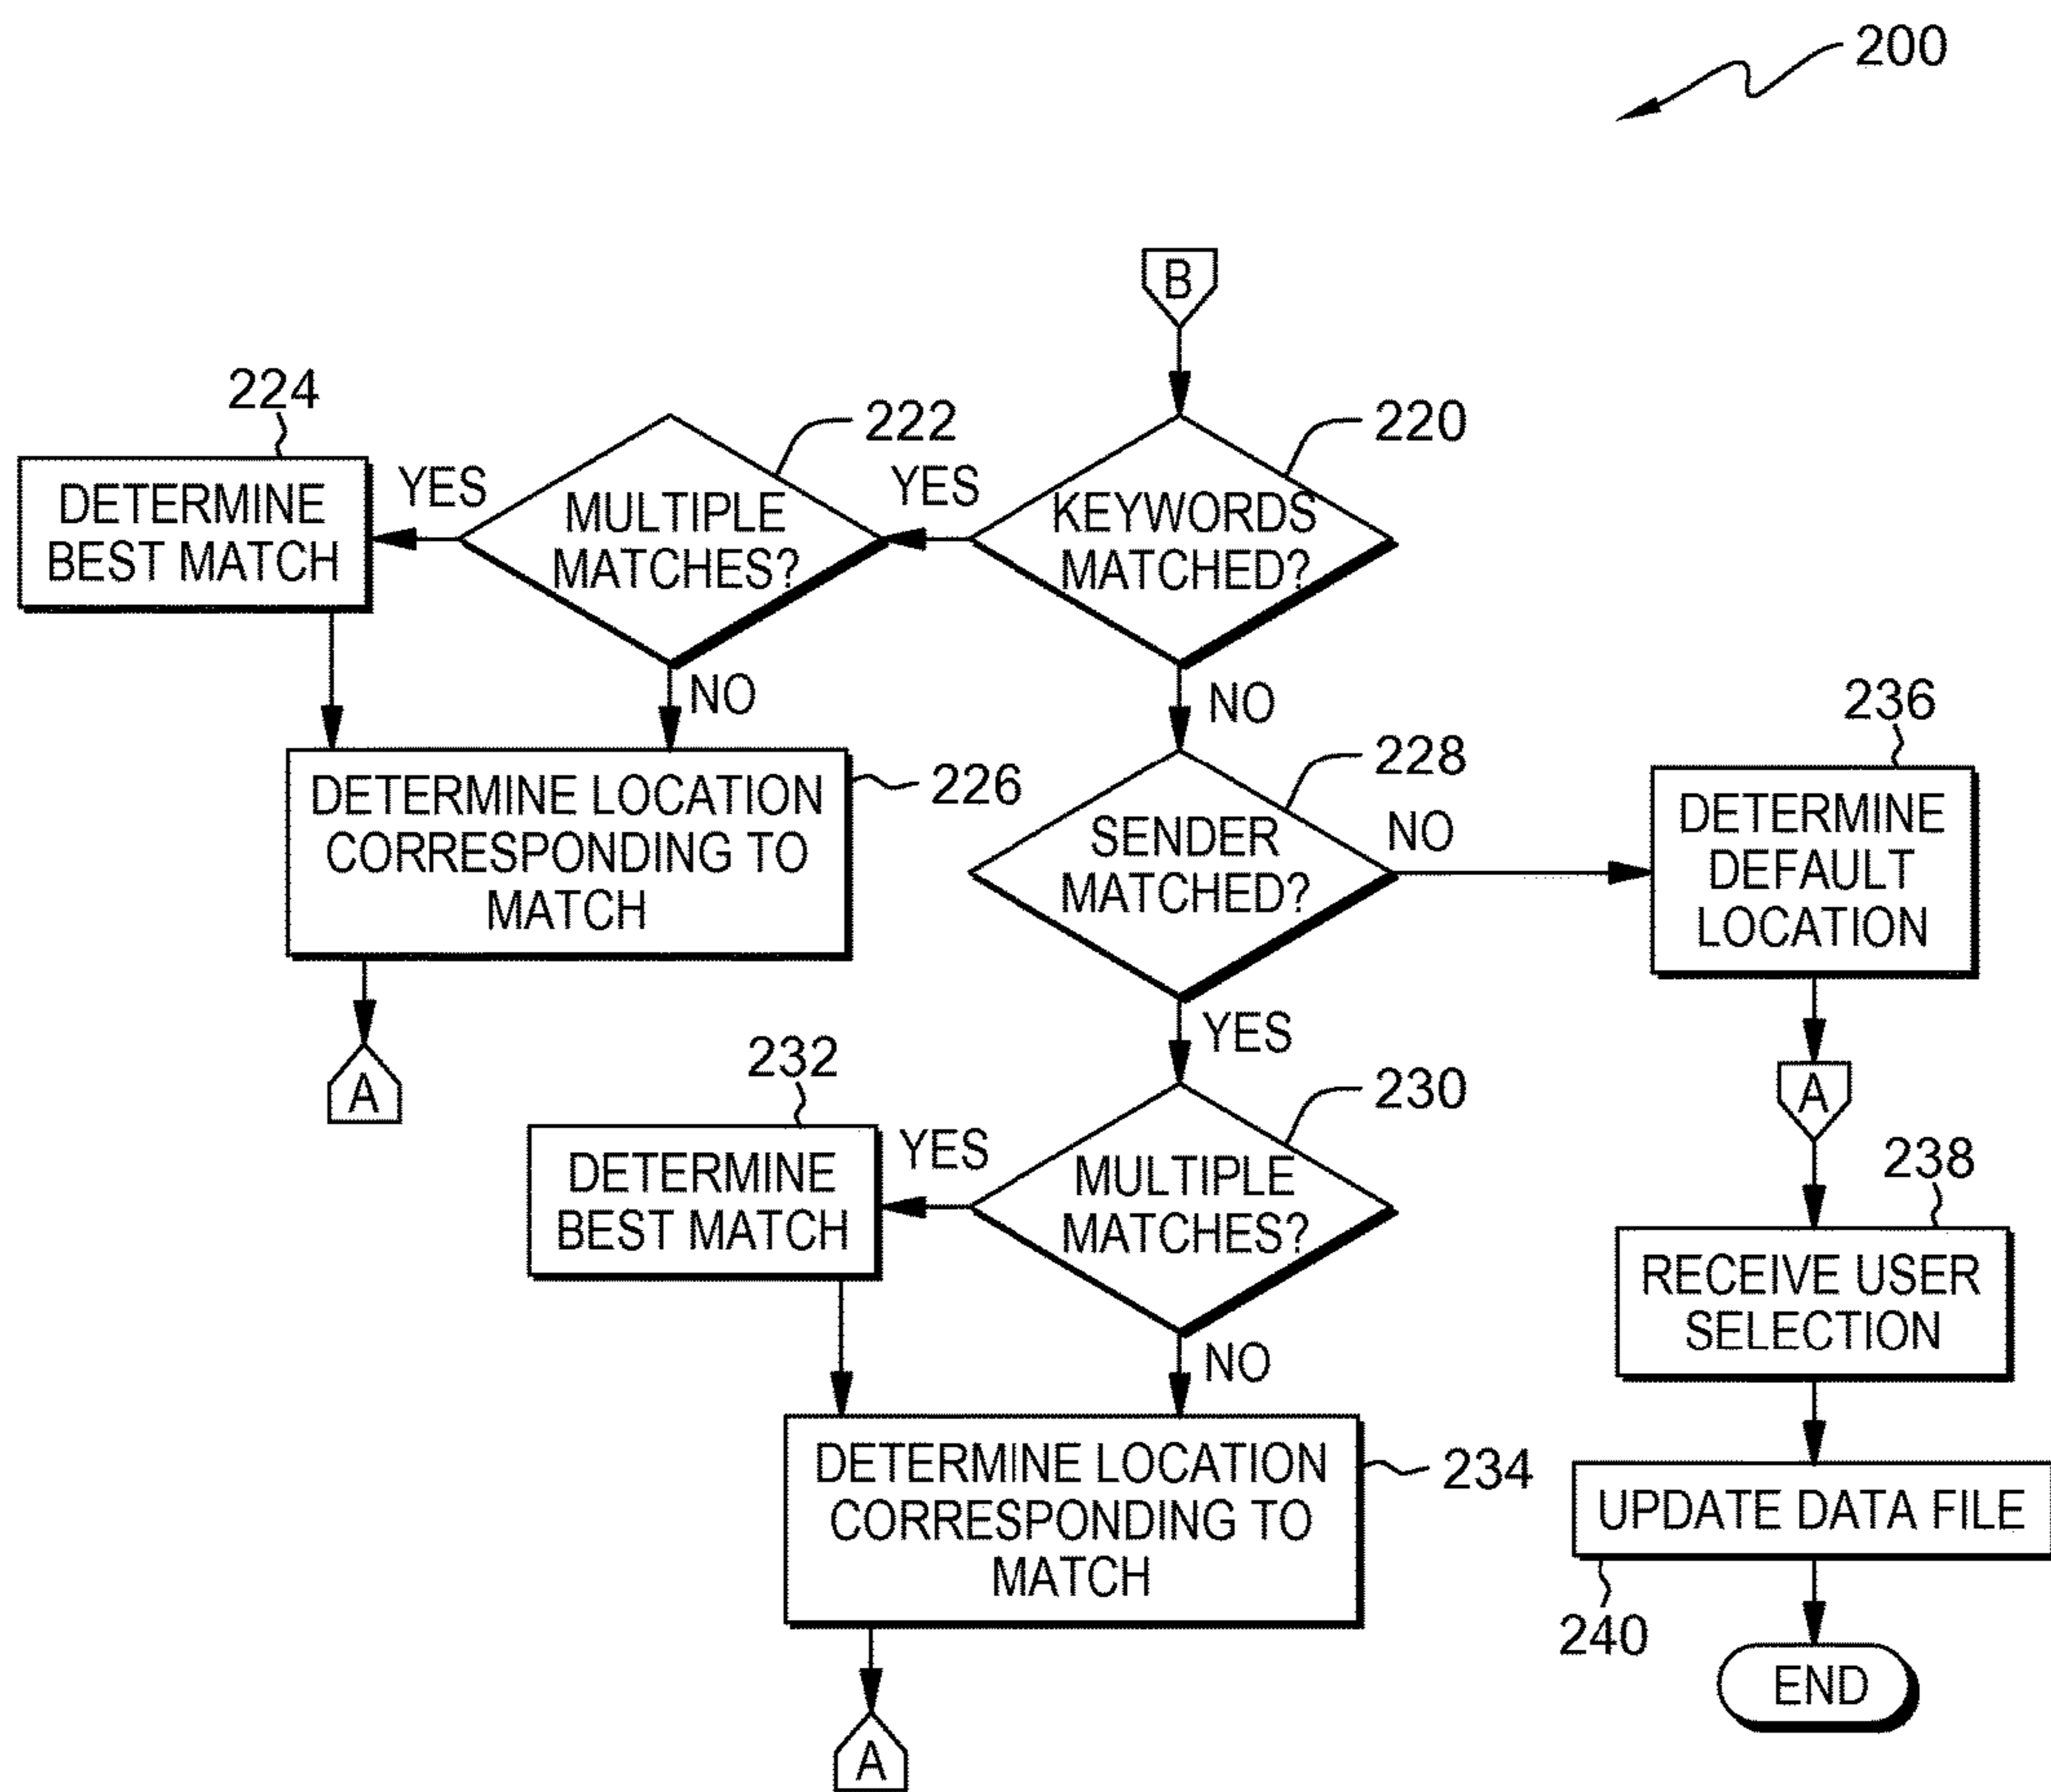 200
B
224
222
220
DETERMINE
BEST MATCH
YES
MULTIPLE
MATCHES?
YES
KEYWORDS
MATCHED?
NO
NO
236
DETERMINE LOCATION
CORRESPONDING TO
MATCH
226
228
SENDER
MATCHED?
NO
DETERMINE
DEFAULT
LOCATION
A
YES
A
232
230
238
DETERMINE
BEST MATCH
YES
MULTIPLE
MATCHES?
RECEIVE USER
SELECTION
NO
DETERMINE LOCATION
CORRESPONDING TO
MATCH
234
UPDATE DATA FILE
240
END
A